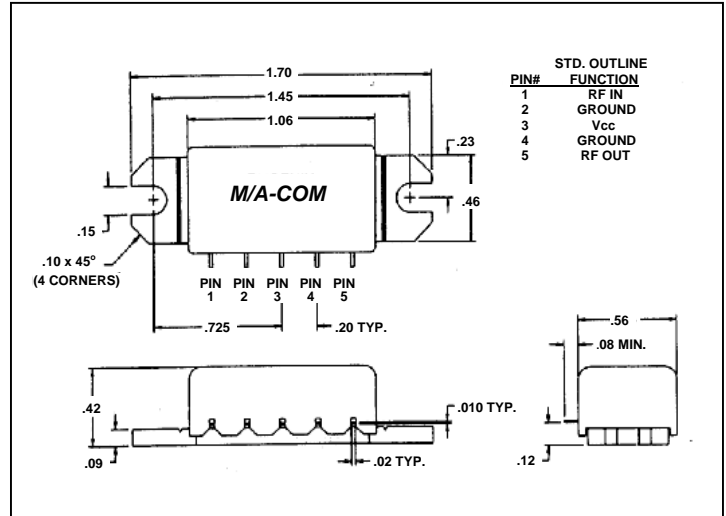 1.70
1.45
1.06
STD. OUTLINE
PIN# FUNCTION
1 RF IN
2 GROUND
3 Vcc
4 GROUND
5 RF OUT
.23
.46
M/A-COM
.15
.10 x 45°
(4 CORNERS)
PIN PIN PIN PIN PIN
1 2 3 4 5
.725
.20 TYP.
.56
.08 MIN.
.42
.010 TYP.
.09
.02 TYP.
.12